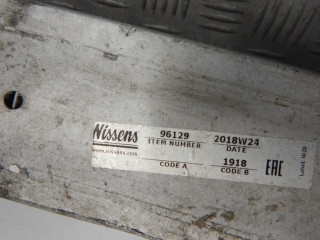 Nissens
www.nissens.com
96129
ITEM NUMBER
2018W24
DATE
CODE A
1918
CODE B
EAC